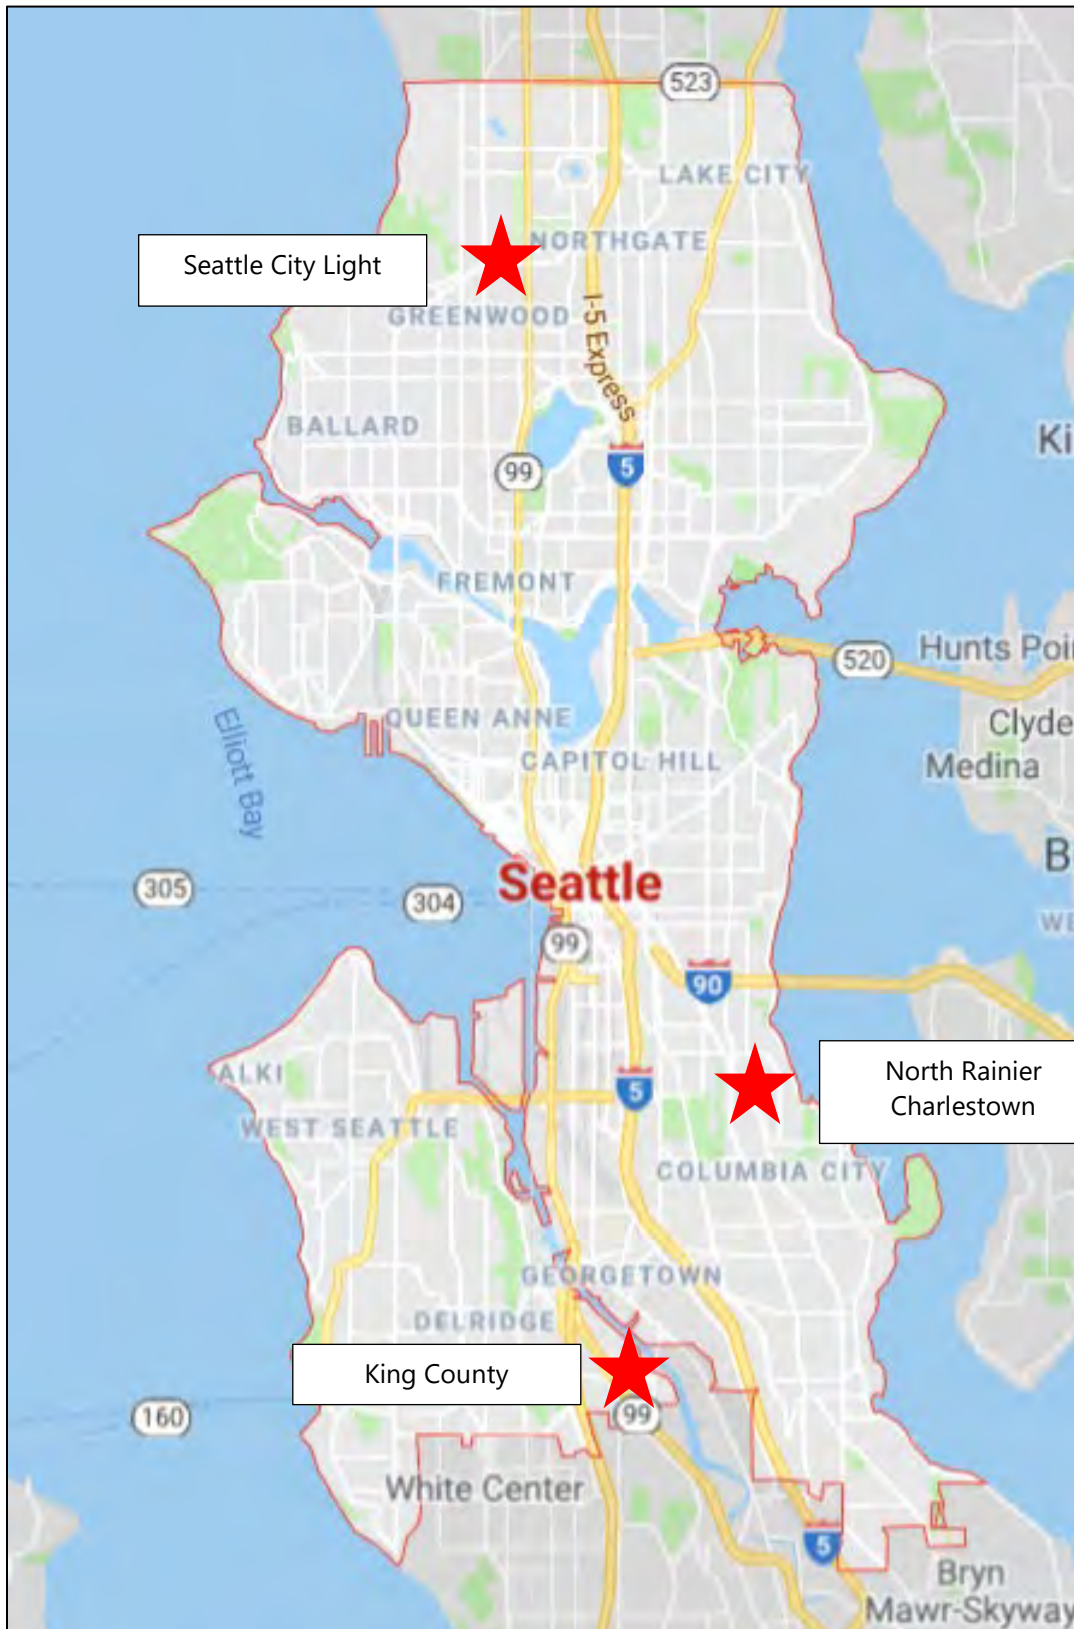 523
LAKE CITY
Seattle City Light
NORTHGATE
GREENWOOD
I-5 Express
BALLARD
Ki
5
99
FREMONT
520
Hunts Poi
QUEEN ANNE
Clyde
Elliott Bay
CAPITOL HILL
Medina
B
Seattle
305
304
WE
99
90
North Rainier
Charlestown
ALKI
5
WEST SEATTLE
COLUMBIA CITY
GEORGETOWN
DELRIDGE
King County
160
99
White Center
5
Bryn
Mawr-Skyway